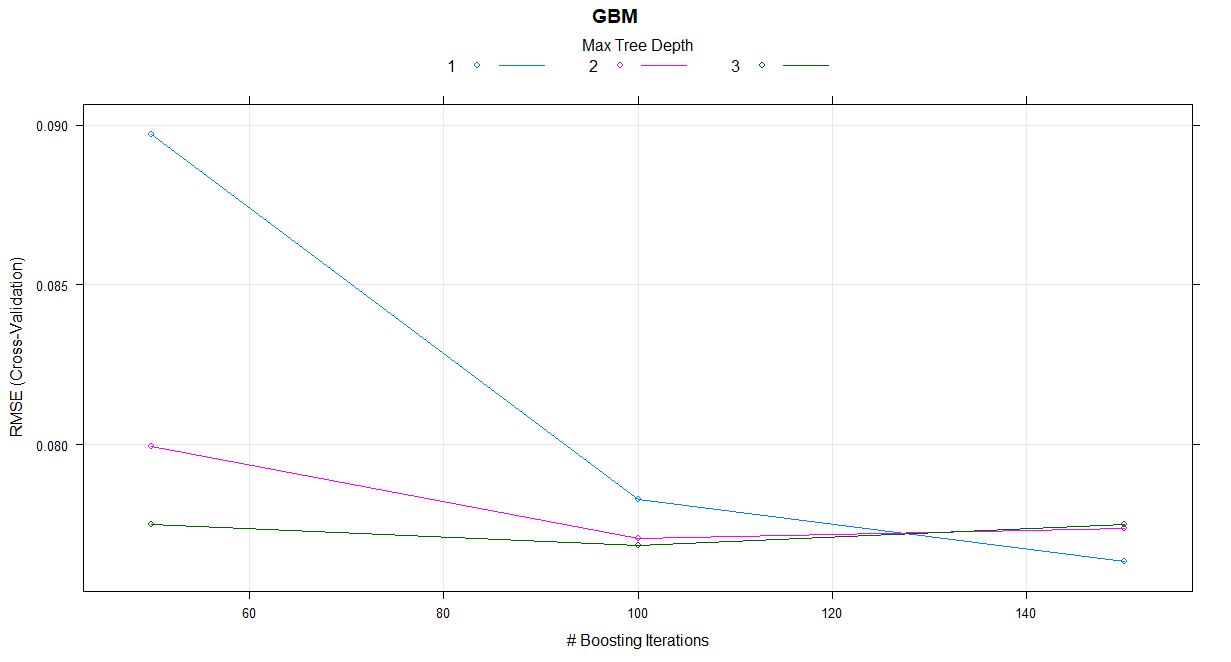 GBM
Max Tree Depth
1 2 3
0.090
0.085
0.080
RMSE (Cross-Validation)
60 80 100 120 140
# Boosting Iterations